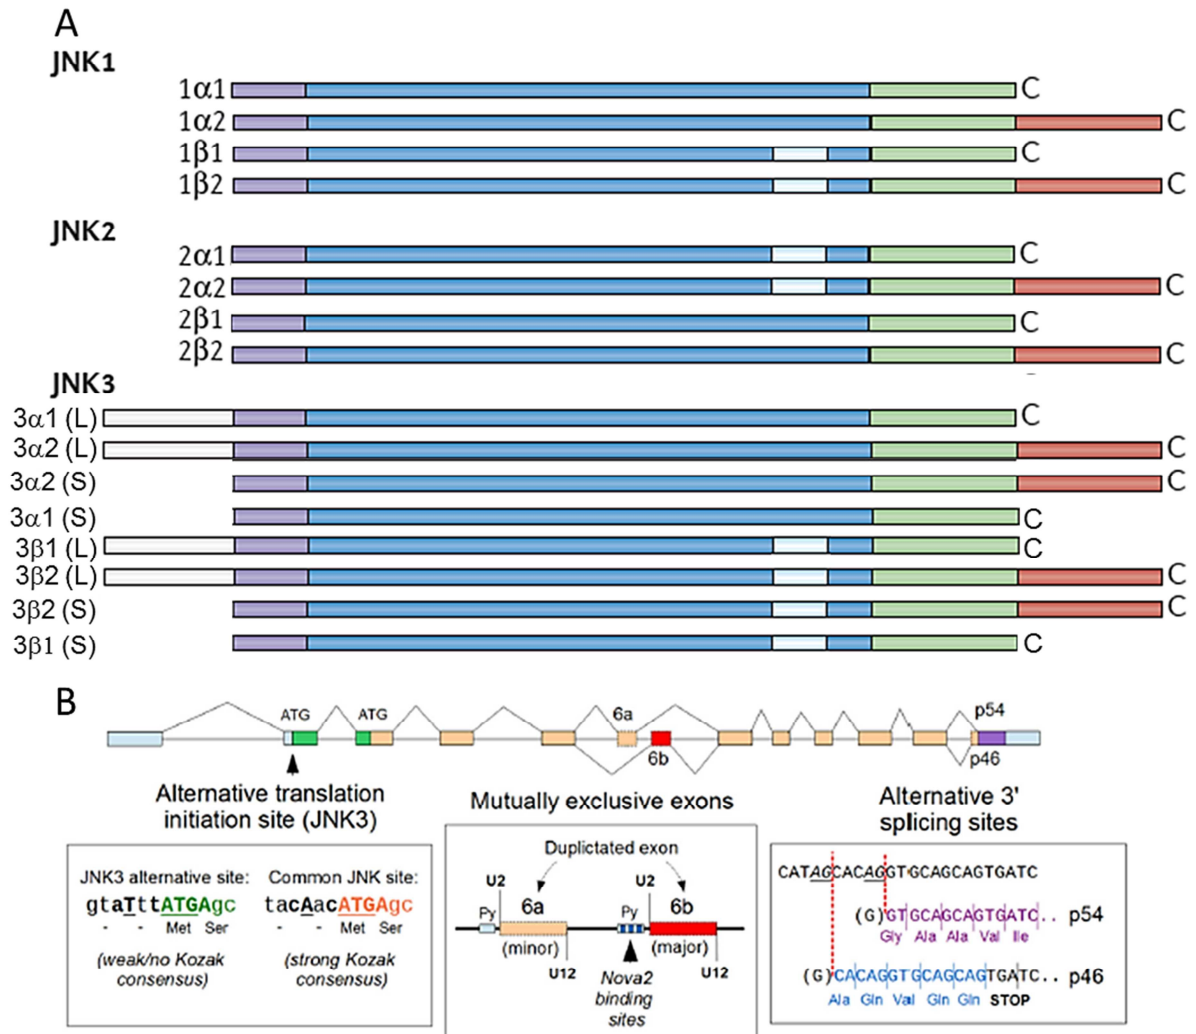 A
JNK1
1α1 C
1α2 C
1β1 C
1β2 C
JNK2
2α1 C
2α2 C
2β1 C
2β2 C
JNK3
3α1 (L) C
3α2 (L) C
3α2 (S) C
3α1 (S) C
3β1 (L) C
3β2 (L) C
3β2 (S) C
3β1 (S) C
B
ATG ATG 6a p54
6b p46
Alternative translation
initiation site (JNK3)
JNK3 alternative site: Common JNK site:
gtaTttATGAgc tacAacATGAgc
- - Met Ser - - Met Ser
(weak/no Kozak (strong Kozak
consensus) consensus)
Mutually exclusive exons
Duplictated exon
U2 U2
Py 6a Py 6b
(minor) (major)
U12 U12
Nova2
binding
sites
Alternative 3'
splicing sites
CATAGCACAGGTGCAGCAGTGATC
(G)GTGCAGCAGTGATC.. p54
Gly Ala Ala Val Ile
(G)CACAGGTGCAGCAGTGATC.. p46
Ala Gln Val Gln Gln STOP